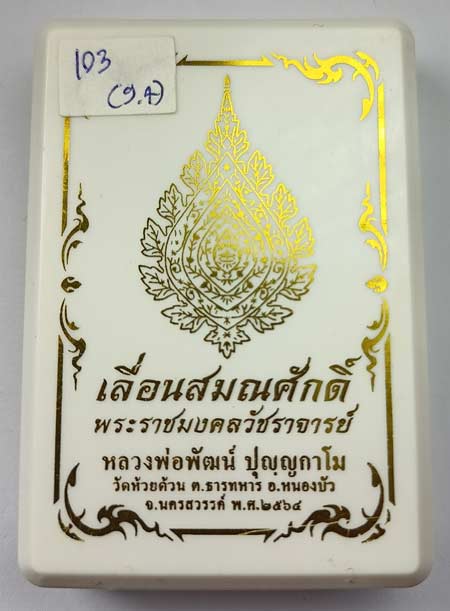 103
(ง.4)
เลื่อนสมณศักดิ์
พระราชมงคลวัชราจารย์
หลวงพ่อพัฒน์ ปุญฺญกาโม
วัดห้วยด้วน ต.ธารทหาร อ.หนองบัว
จ.นครสวรรค์ พ.ศ.๒๕๖๔